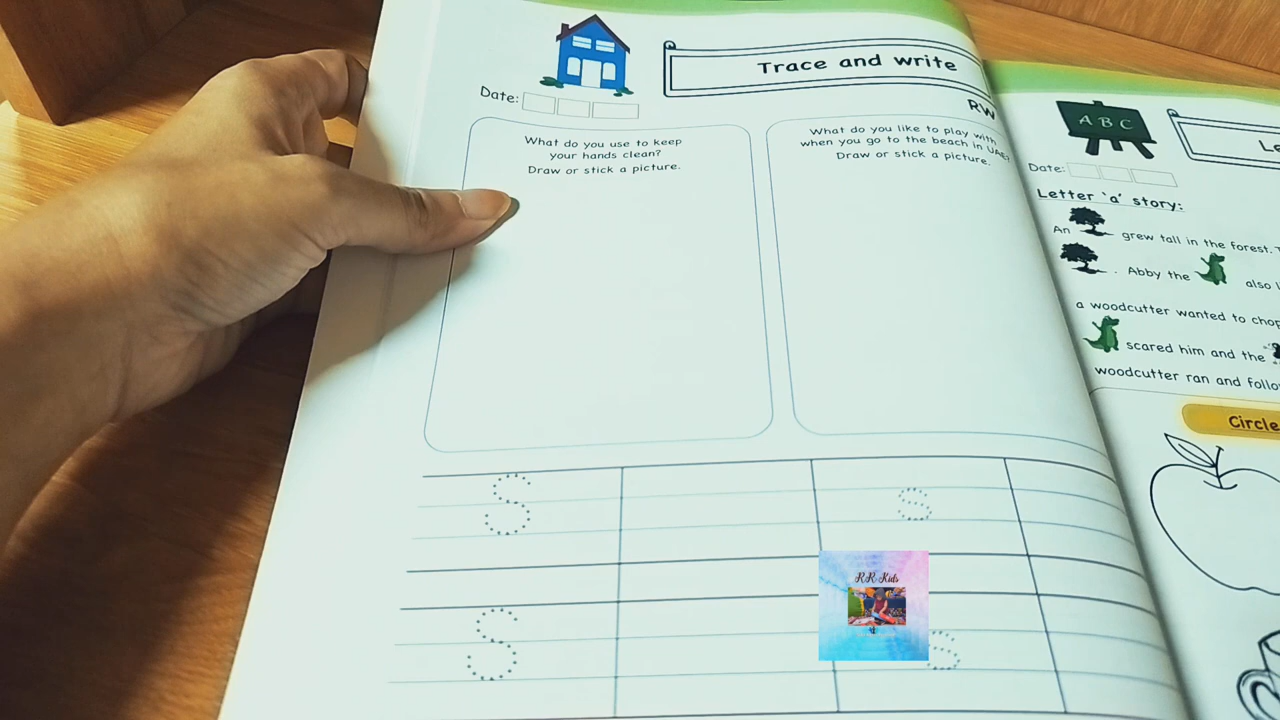 Trace and write
Date:
RW
What do you use to keep
your hands clean?
Draw or stick a picture.
What do you like to play with
when you go to the beach in UAE?
Draw or stick a picture.
S
s
S
s
RR Kids
A B C
Date:
Letter 'a' story:
An grew tall in the forest.
. Abby the also
a woodcutter wanted to
scared him and the
woodcutter ran and
Circle